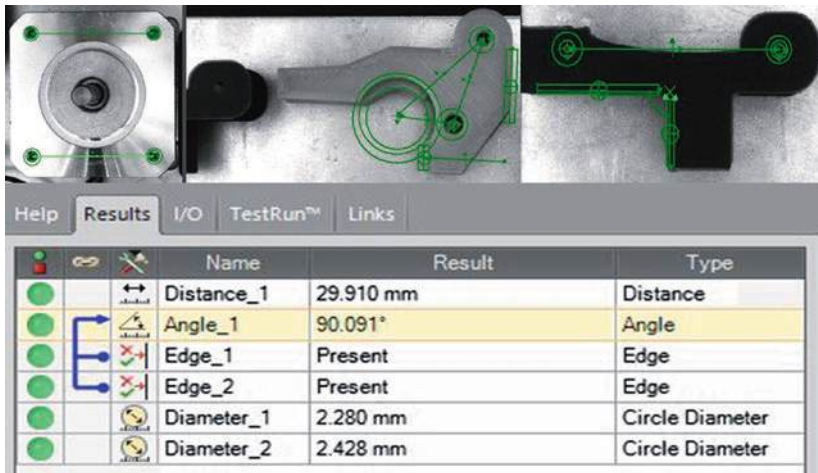 Help Results I/O TestRun™ Links
Name Result Type
Distance_1 29.910 mm Distance
Angle_1 90.091° Angle
Edge_1 Present Edge
Edge_2 Present Edge
Diameter_1 2.280 mm Circle Diameter
Diameter_2 2.428 mm Circle Diameter